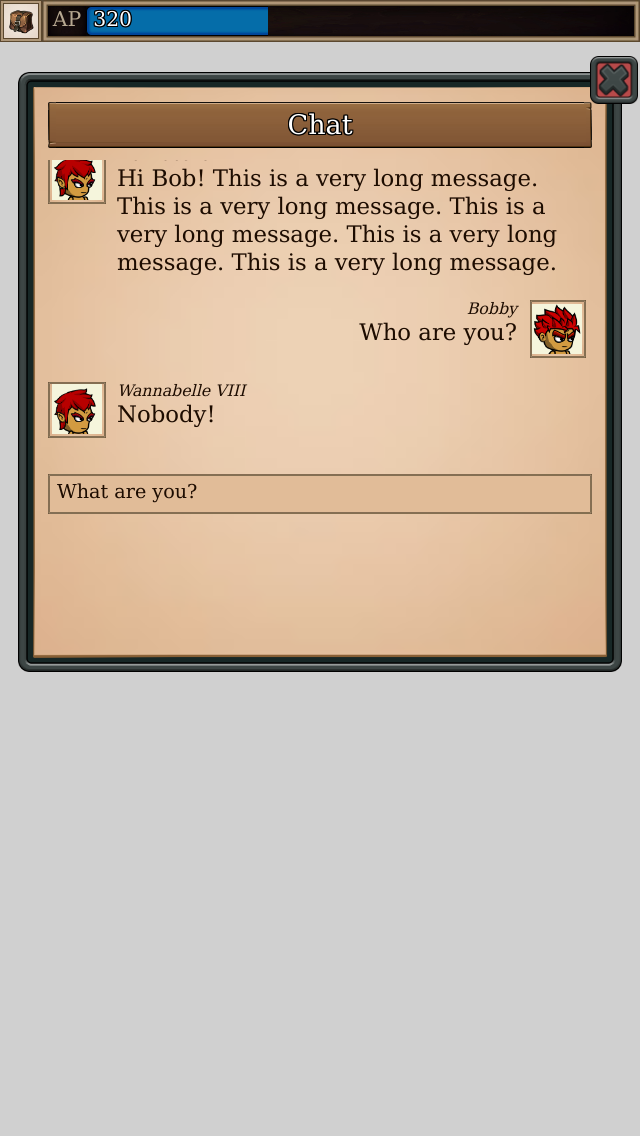 AP 320
Chat
Hi Bob! This is a very long message.
This is a very long message. This is a
very long message. This is a very long
message. This is a very long message.
Bobby
Who are you?
Wannabelle VIII
Nobody!
What are you?